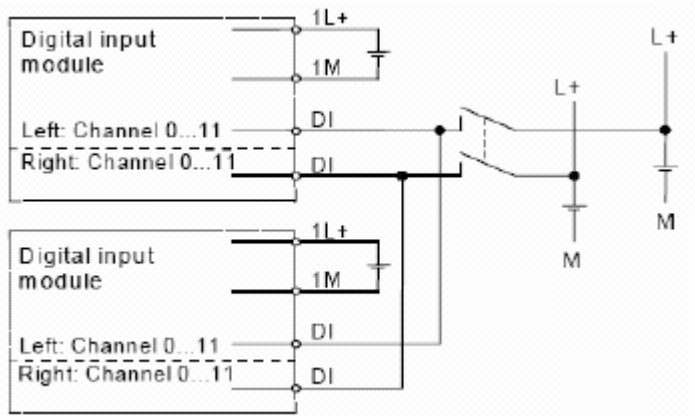 Digital input
module
1L+
1M
Left: Channel 0...11
DI
Right: Channel 0...11
DI
L+
L+
M
M
Digital input
module
1L+
1M
Left: Channel 0...11
DI
Right: Channel 0...11
DI